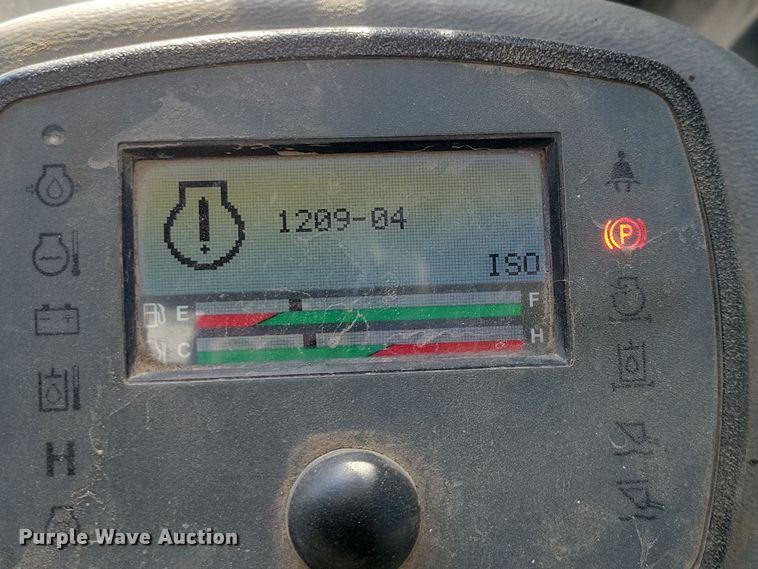 1209-04
ISO
E F
C H
P
H
Purple Wave Auction